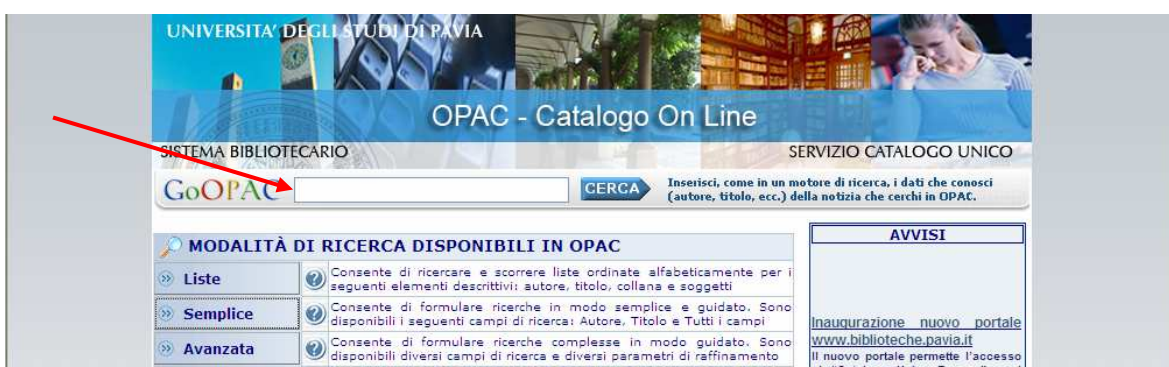 UNIVERSITA' DEGLI STUDI DI PAVIA
OPAC - Catalogo On Line
SISTEMA BIBLIOTECARIO
SERVIZIO CATALOGO UNICO
GoOPAC
CERCA
Inserisci, come in un motore di ricerca, i dati che conosci
(autore, titolo, ecc.) della notizia che cerchi in OPAC.
MODALITÀ DI RICERCA DISPONIBILI IN OPAC
Liste
Consente di ricercare e scorrere liste ordinate alfabeticamente per i
seguenti elementi descrittivi: autore, titolo, collana e soggetti
Semplice
Consente di formulare ricerche in modo semplice e guidato. Sono
disponibili i seguenti campi di ricerca: Autore, Titolo e Tutti i campi
Avanzata
Consente di formulare ricerche complesse in modo guidato. Sono
disponibili diversi campi di ricerca e diversi parametri di raffinamento
AVVISI
Inaugurazione nuovo portale
www.biblioteche.pavia.it
Il nuovo portale permette l'accesso